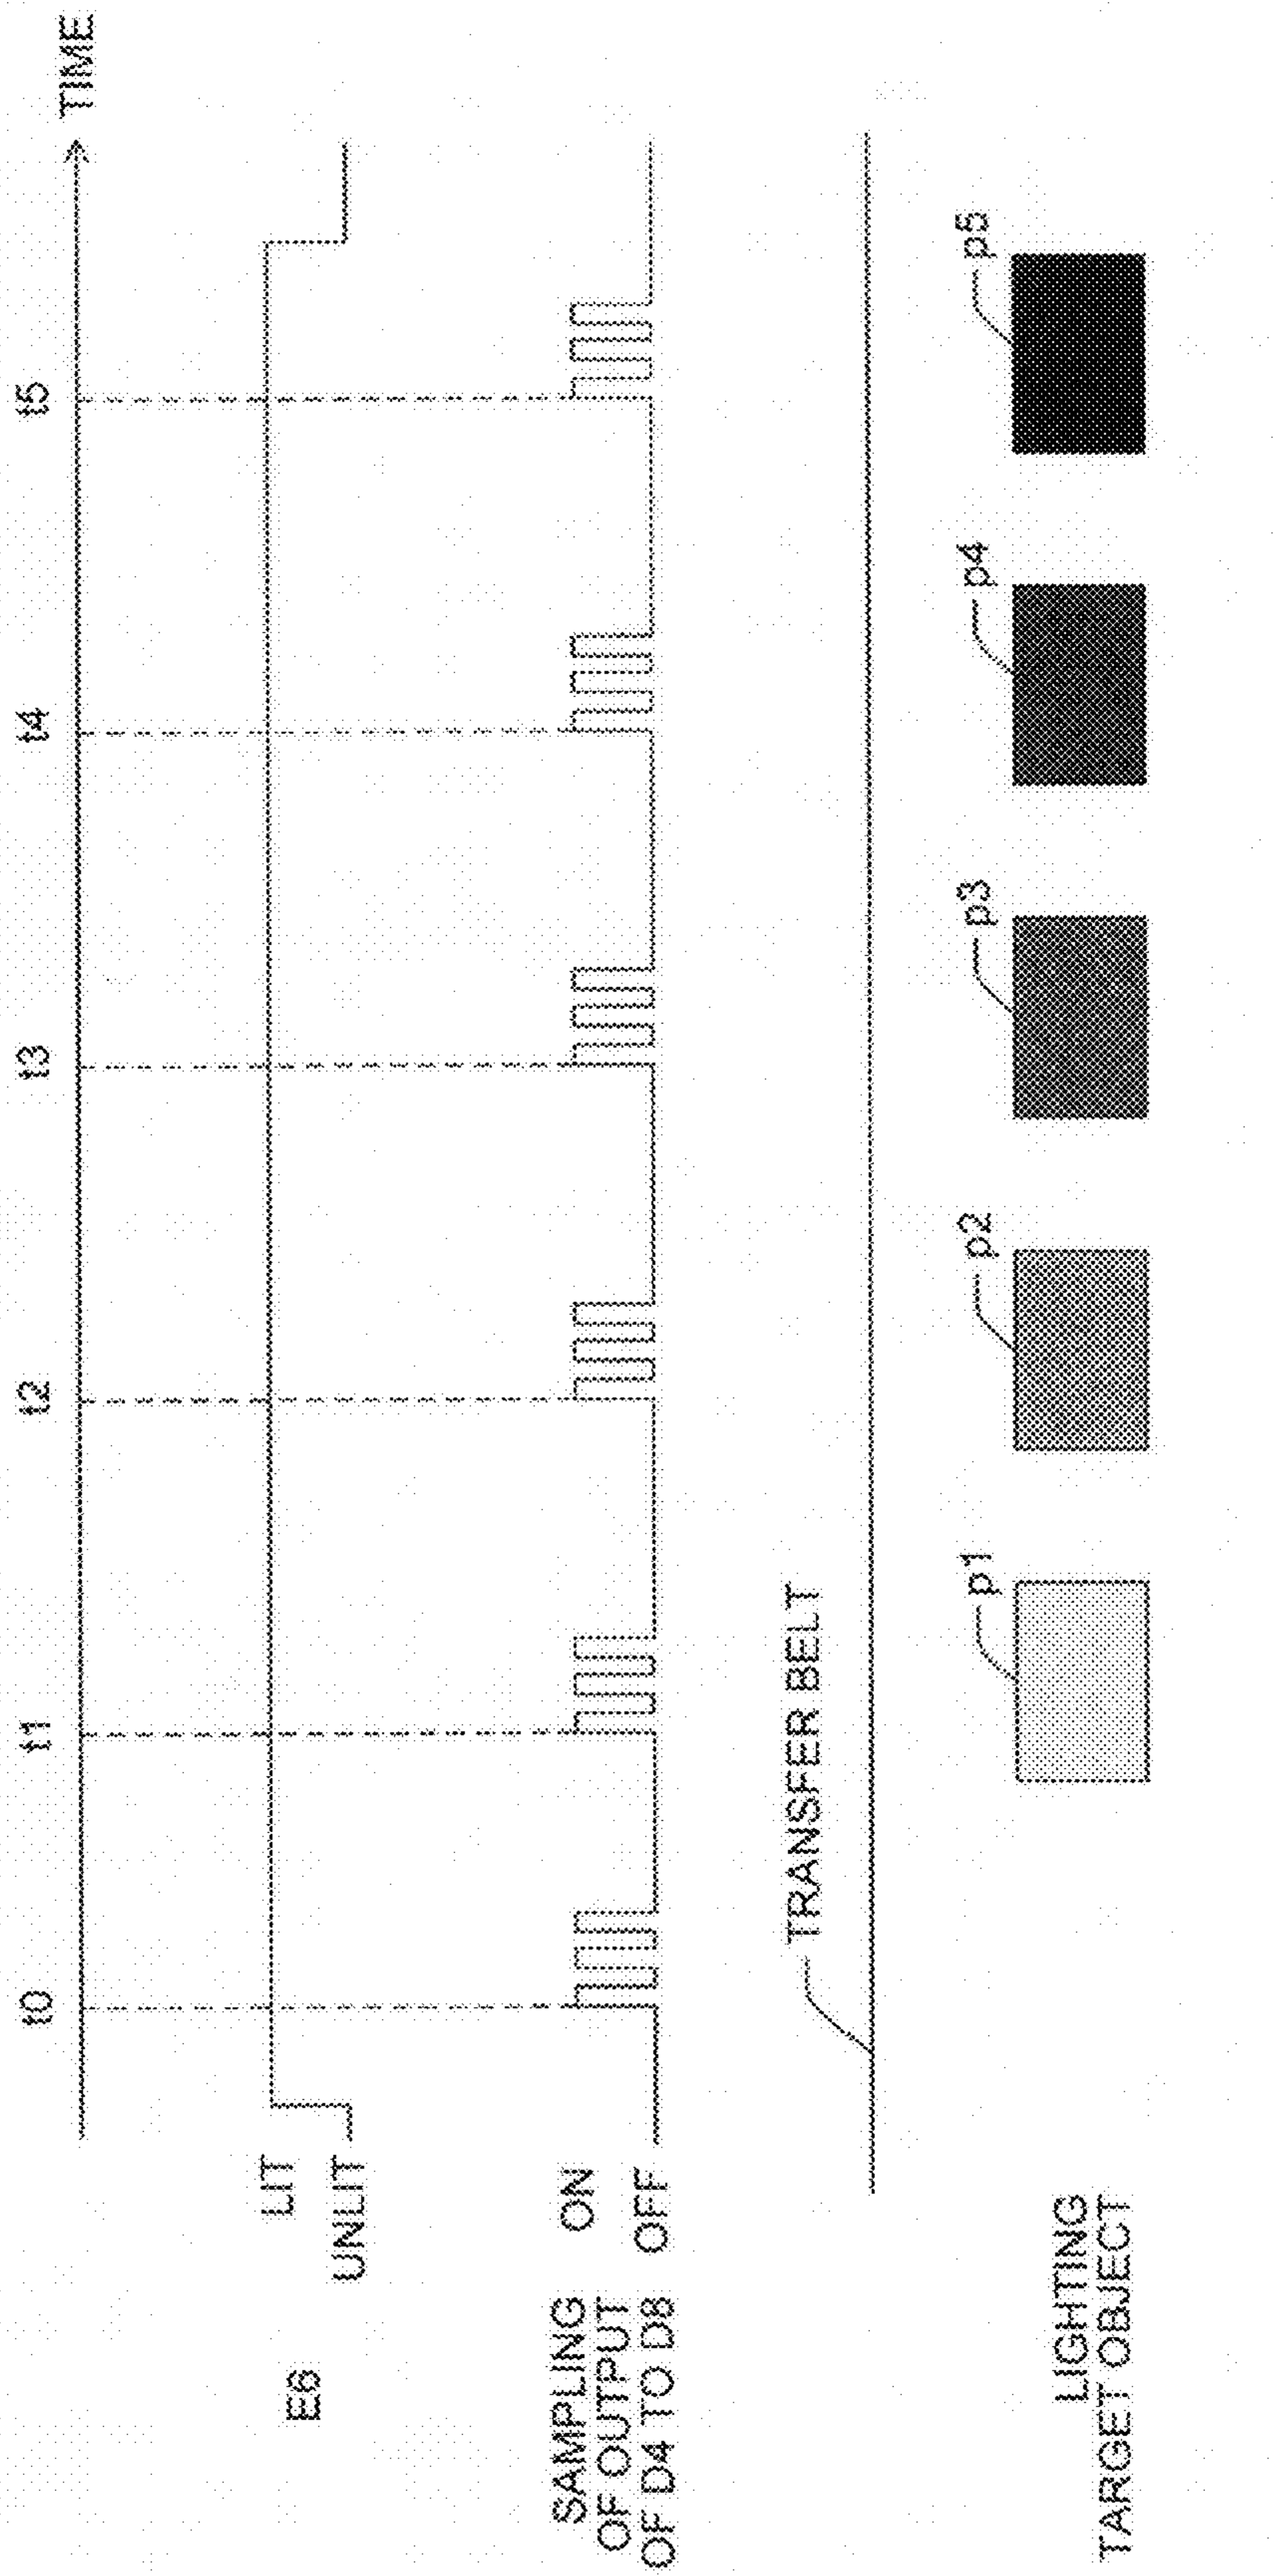 t0 t1 t2 t3 t4 t5
TIME
E6
LIT
UNLIT
SAMPLING
OF OUTPUT
OF D4 TO D8
ON
OFF
TRANSFER BELT
p1 p2 p3 p4 p5
LIGHTING
TARGET OBJECT